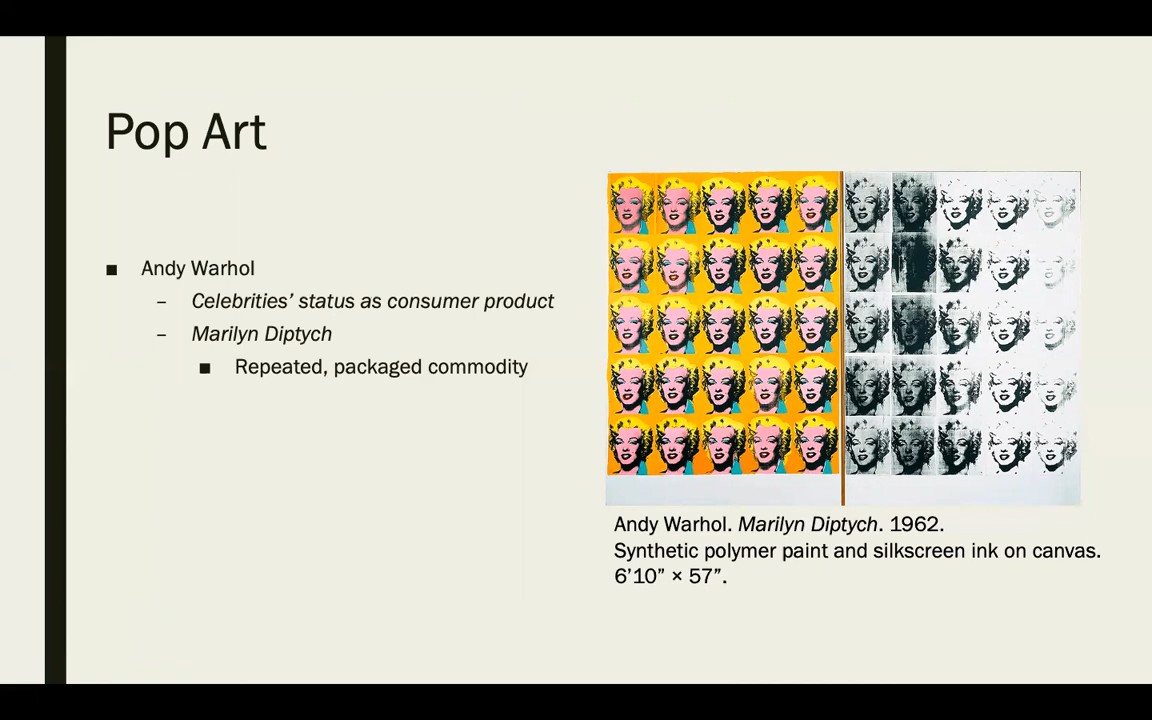 Pop Art
■ Andy Warhol
– Celebrities’ status as consumer product
– Marilyn Diptych
■ Repeated, packaged commodity
Andy Warhol. Marilyn Diptych. 1962.
Synthetic polymer paint and silkscreen ink on canvas.
6’10” × 57”.